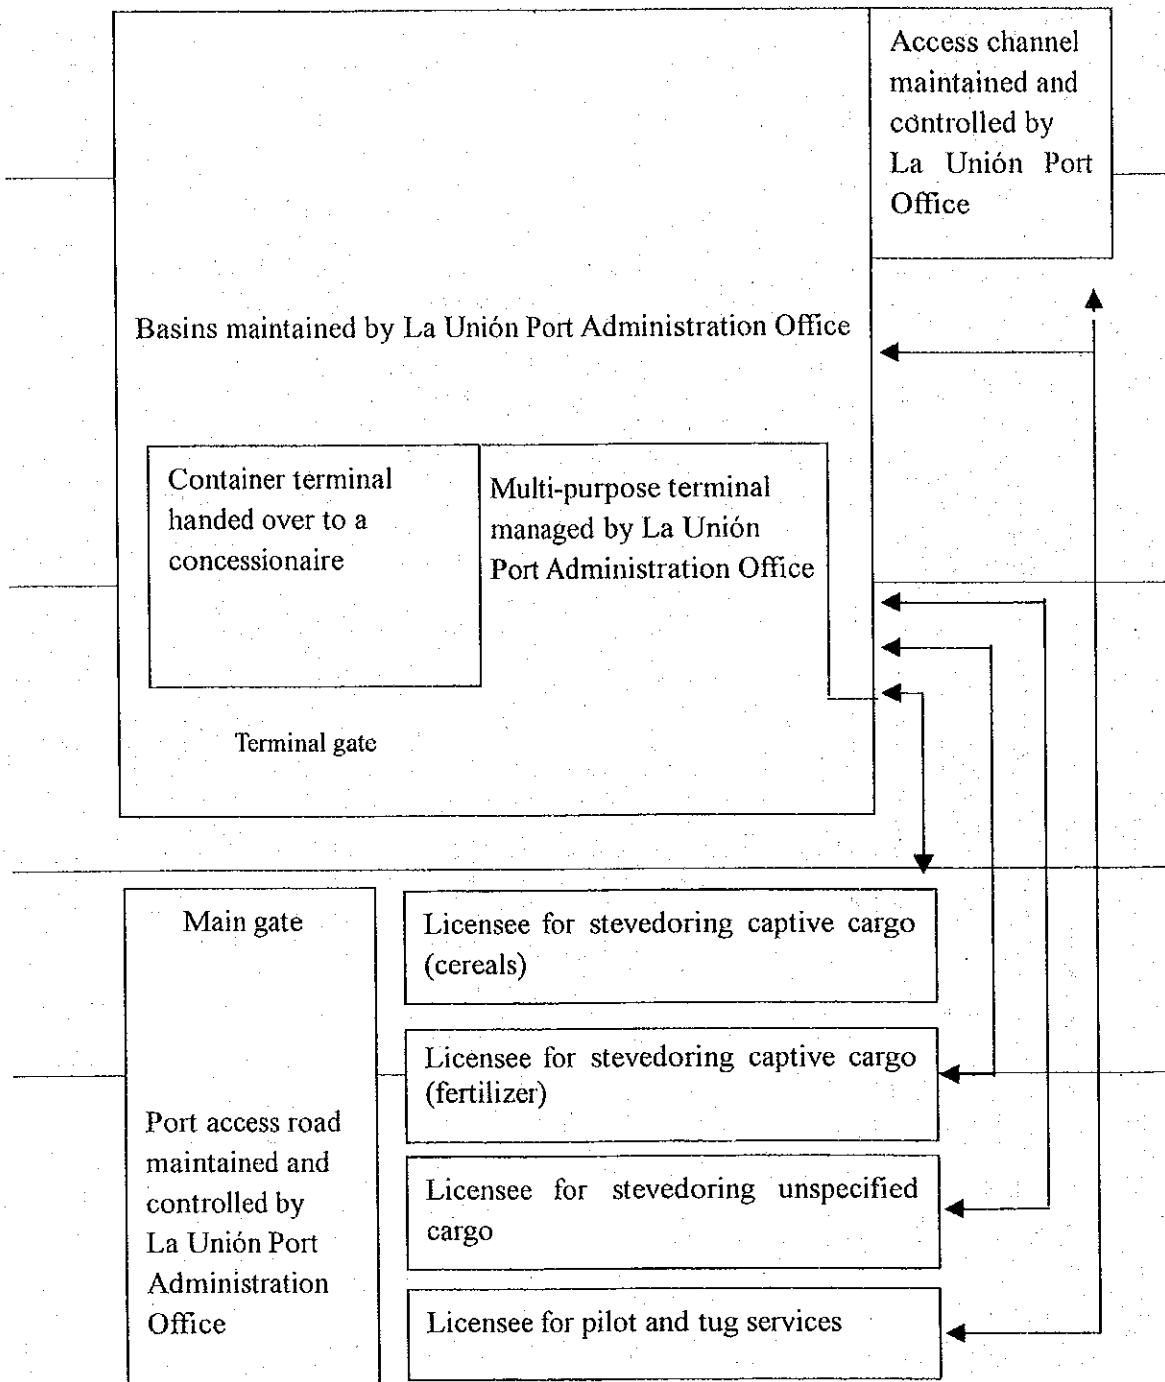 Access channel
maintained and
controlled by
La Unión Port
Office
Basins maintained by La Unión Port Administration Office
Container terminal
handed over to a
concessionaire
Multi-purpose terminal
managed by La Unión
Port Administration Office
Terminal gate
Main gate
Port access road
maintained and
controlled by
La Unión Port
Administration
Office
Licensee for stevedoring captive cargo
(cereals)
Licensee for stevedoring captive cargo
(fertilizer)
Licensee for stevedoring unspecified
cargo
Licensee for pilot and tug services